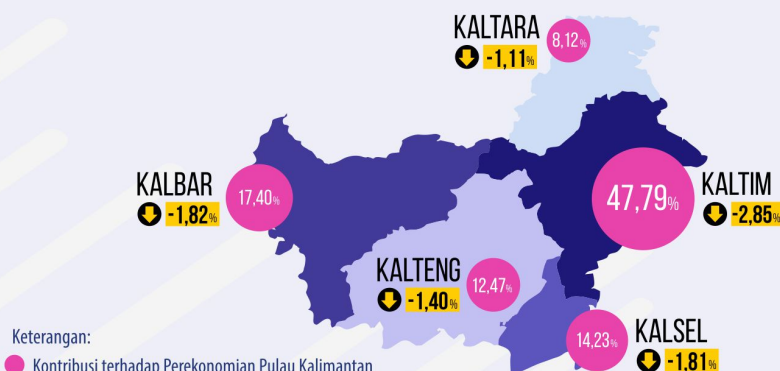 KALTARA
8,12%
-1,11%
KALBAR
-1,82%
17,40%
47,79%
KALTIM
-2,85%
KALTENG
-1,40%
12,47%
14,23%
KALSEL
-1,81%
Keterangan:
Kontribusi terhadap Perekonomian Pulau Kalimantan